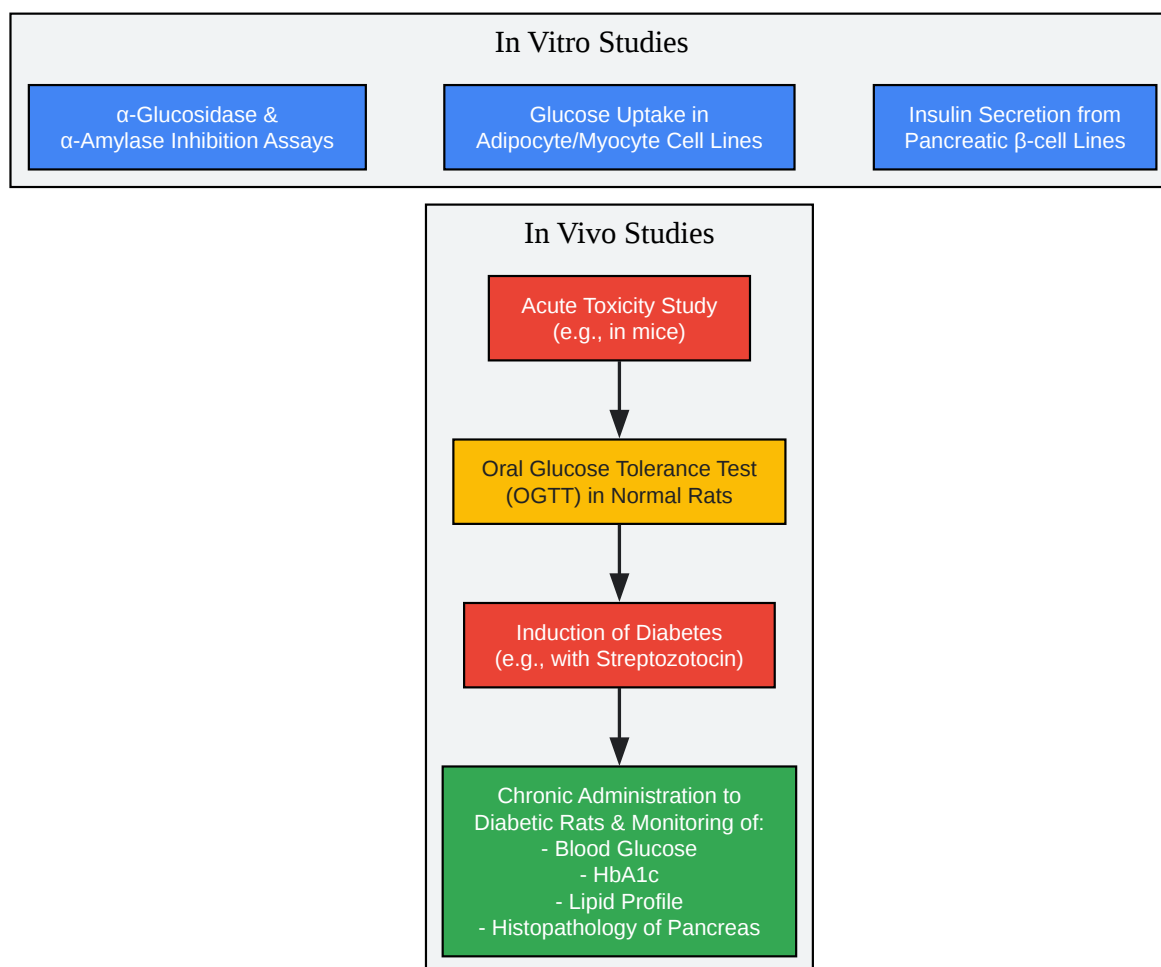 In Vitro Studies
α-Glucosidase &
α-Amylase Inhibition Assays
Glucose Uptake in
Adipocyte/Myocyte Cell Lines
Insulin Secretion from
Pancreatic β-cell Lines
In Vivo Studies
Acute Toxicity Study
(e.g., in mice)
Oral Glucose Tolerance Test
(OGTT) in Normal Rats
Induction of Diabetes
(e.g., with Streptozotocin)
Chronic Administration to
Diabetic Rats & Monitoring of:
- Blood Glucose
- HbA1c
- Lipid Profile
- Histopathology of Pancreas